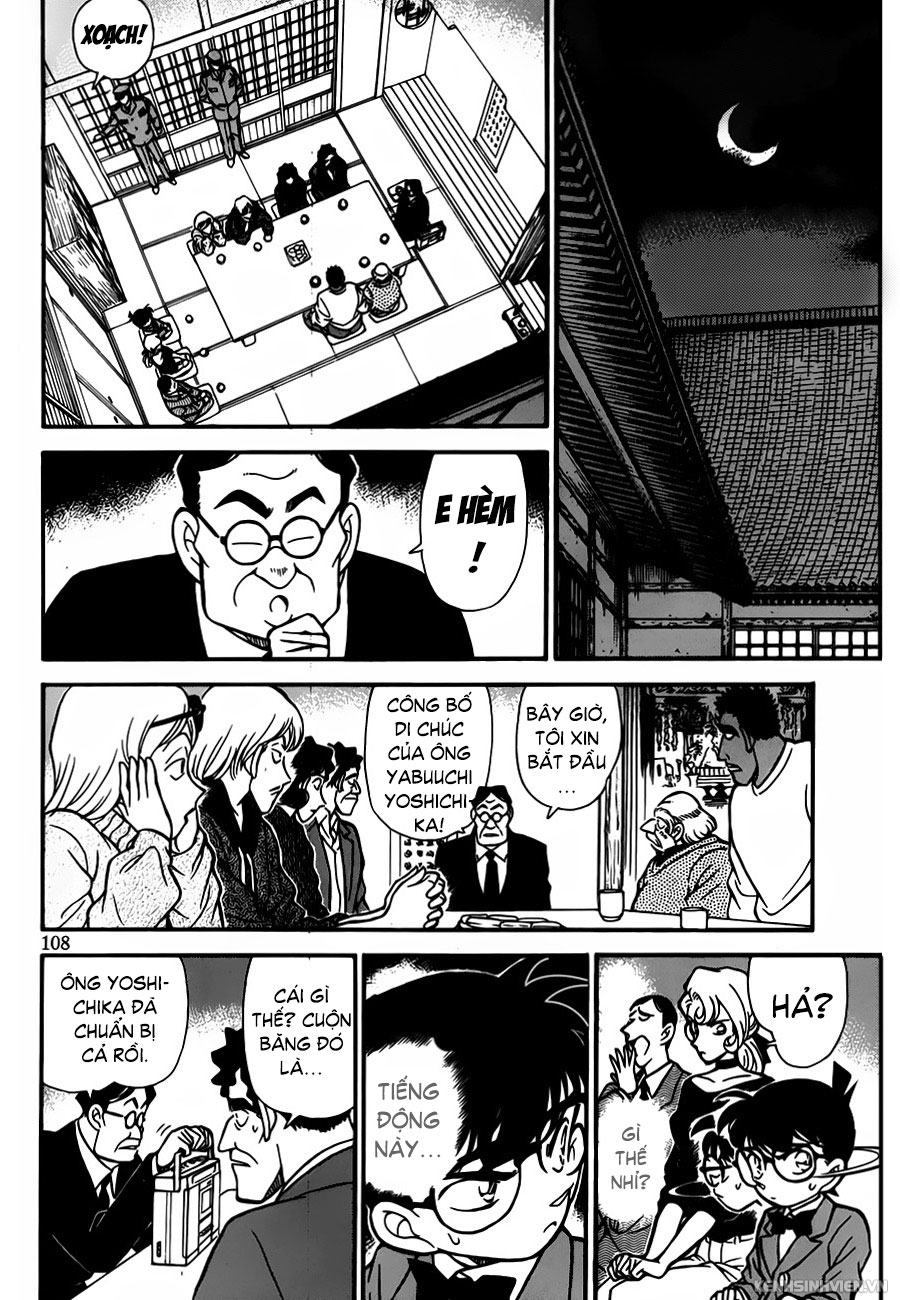 XOẠCH!
E HÈM
!
BÂY GIỜ,
TÔI XIN
BẮT ĐẦU
...
CÔNG BỐ
DI CHÚC
CỦA ÔNG
YABUUCHI
YOSHICHI
KA!
108
HẢ?
GÌ
THẾ
NHỈ?
TIẾNG
ĐỘNG
NÀY...
CÁI GÌ
THẾ? CUỘN
BĂNG ĐÓ
LÀ...
ÔNG YOSHI-
CHIKA ĐÃ
CHUẨN BỊ
CẢ RỒI.
KENHSINHVIEN.VN